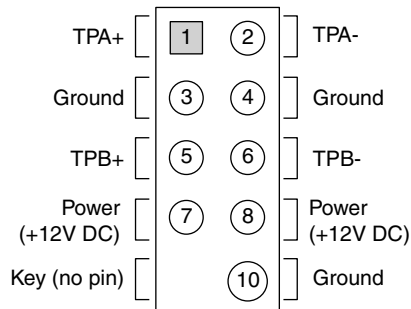 TPA+ 1 2 TPA-
Ground 3 4 Ground
TPB+ 5 6 TPB-
Power
(+12V DC) 7 8 Power
(+12V DC)
Key (no pin) 10 Ground